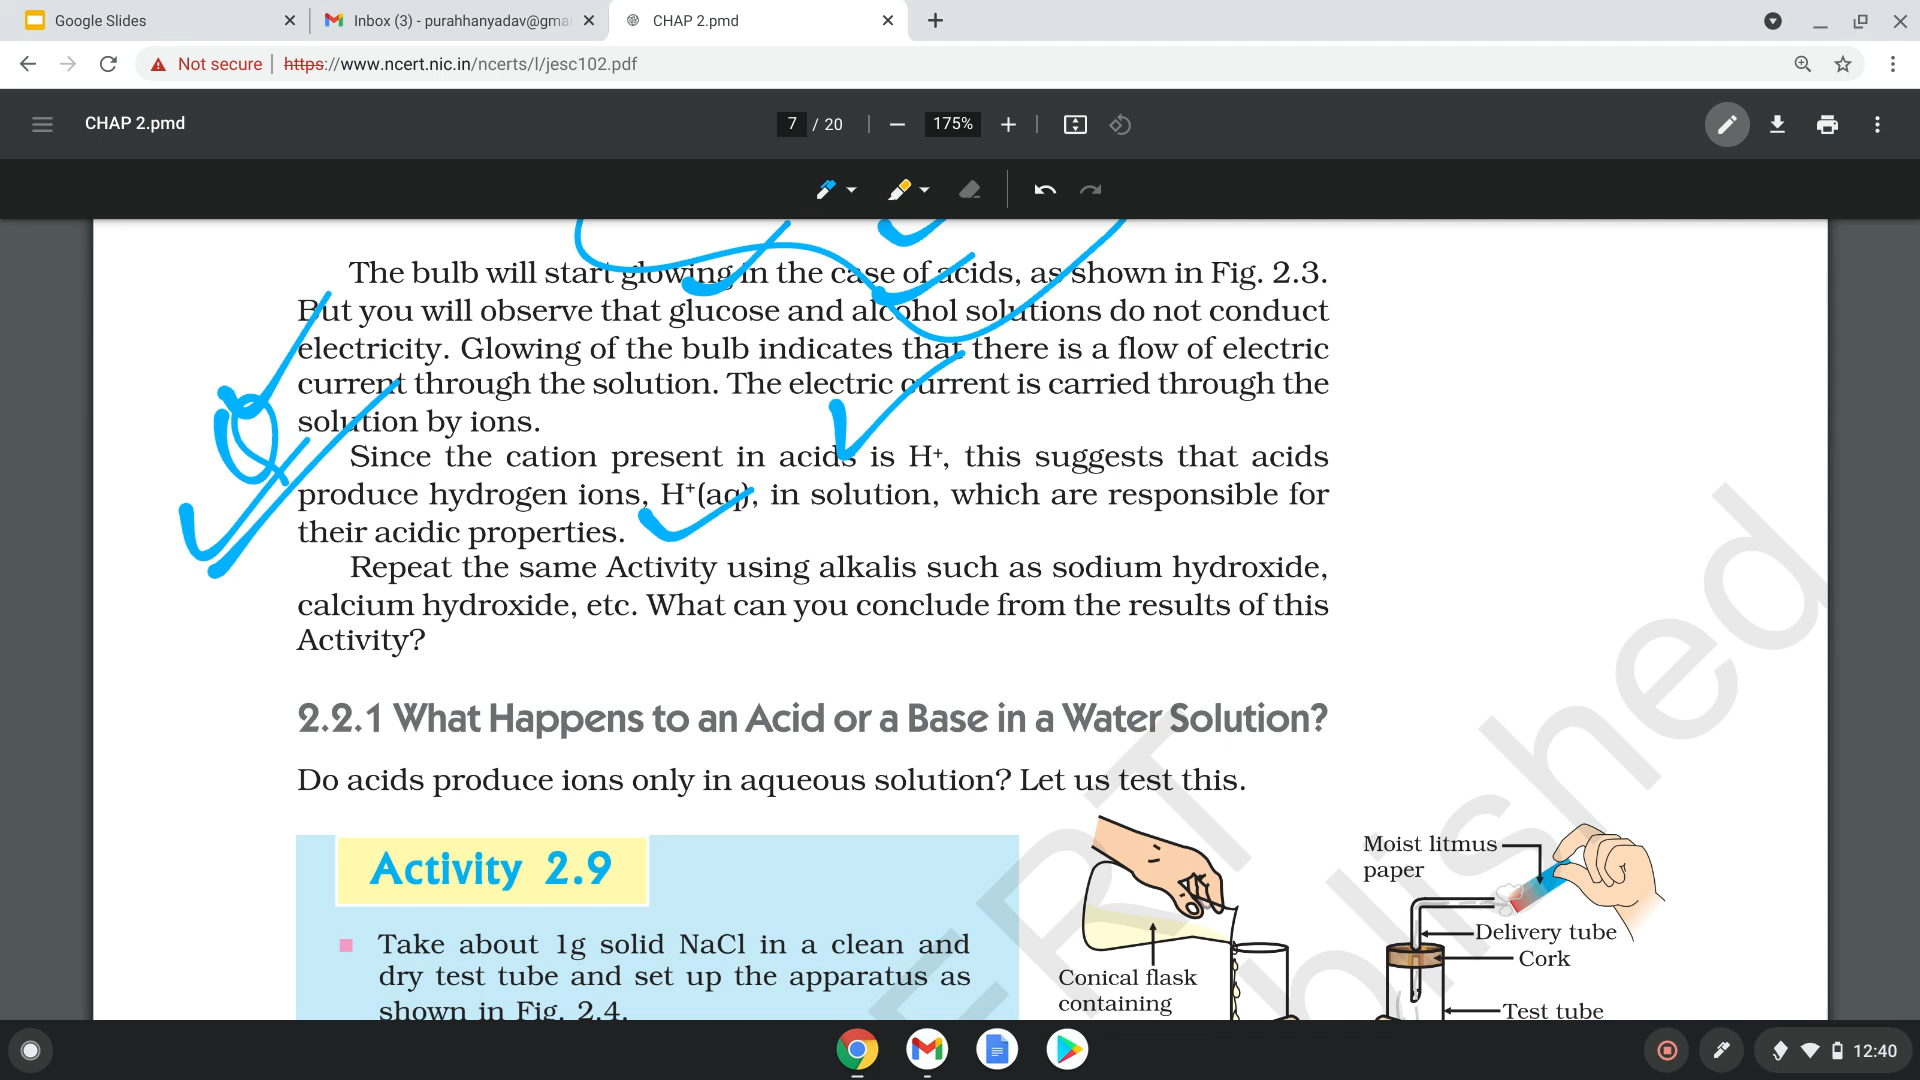 Google Slides
Inbox (3) - purahhanyadav@gma
CHAP 2.pmd
Not secure
https://www.ncert.nic.in/ncerts/l/jesc102.pdf
CHAP 2.pmd
7 / 20
175%
The bulb will start glowing in the case of acids, as shown in Fig. 2.3.
But you will observe that glucose and alcohol solutions do not conduct
electricity. Glowing of the bulb indicates that there is a flow of electric
current through the solution. The electric current is carried through the
solution by ions.
Since the cation present in acids is H⁺, this suggests that acids
produce hydrogen ions, H⁺(aq), in solution, which are responsible for
their acidic properties.
Repeat the same Activity using alkalis such as sodium hydroxide,
calcium hydroxide, etc. What can you conclude from the results of this
Activity?
2.2.1 What Happens to an Acid or a Base in a Water Solution?
Do acids produce ions only in aqueous solution? Let us test this.
Activity 2.9
Take about 1g solid NaCl in a clean and
dry test tube and set up the apparatus as
shown in Fig. 2.4.
Moist litmus
paper
Delivery tube
Cork
Conical flask
containing
Test tube
12:40